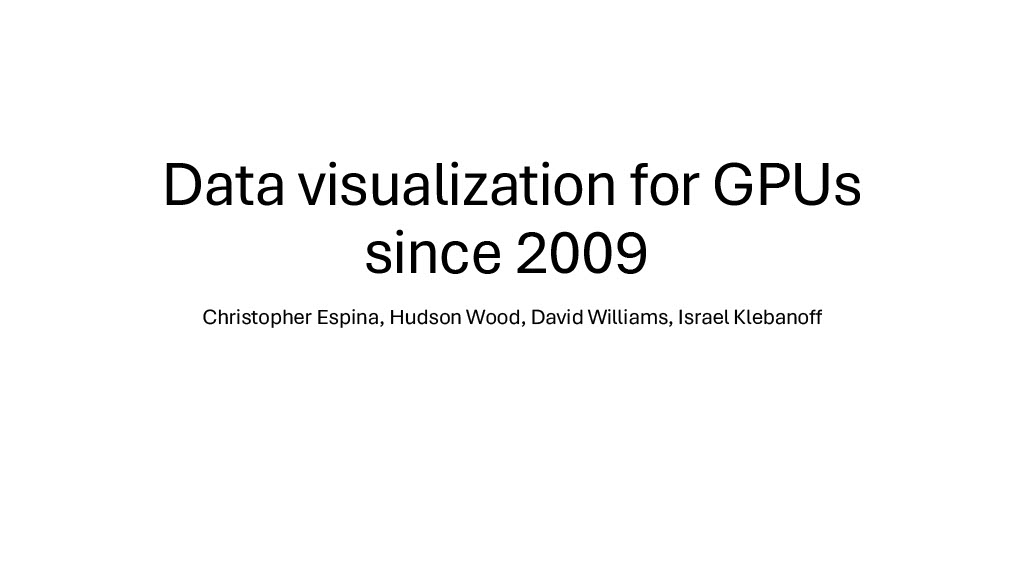 Data visualization for GPUs
since 2009
Christopher Espina, Hudson Wood, David Williams, Israel Klebanoff